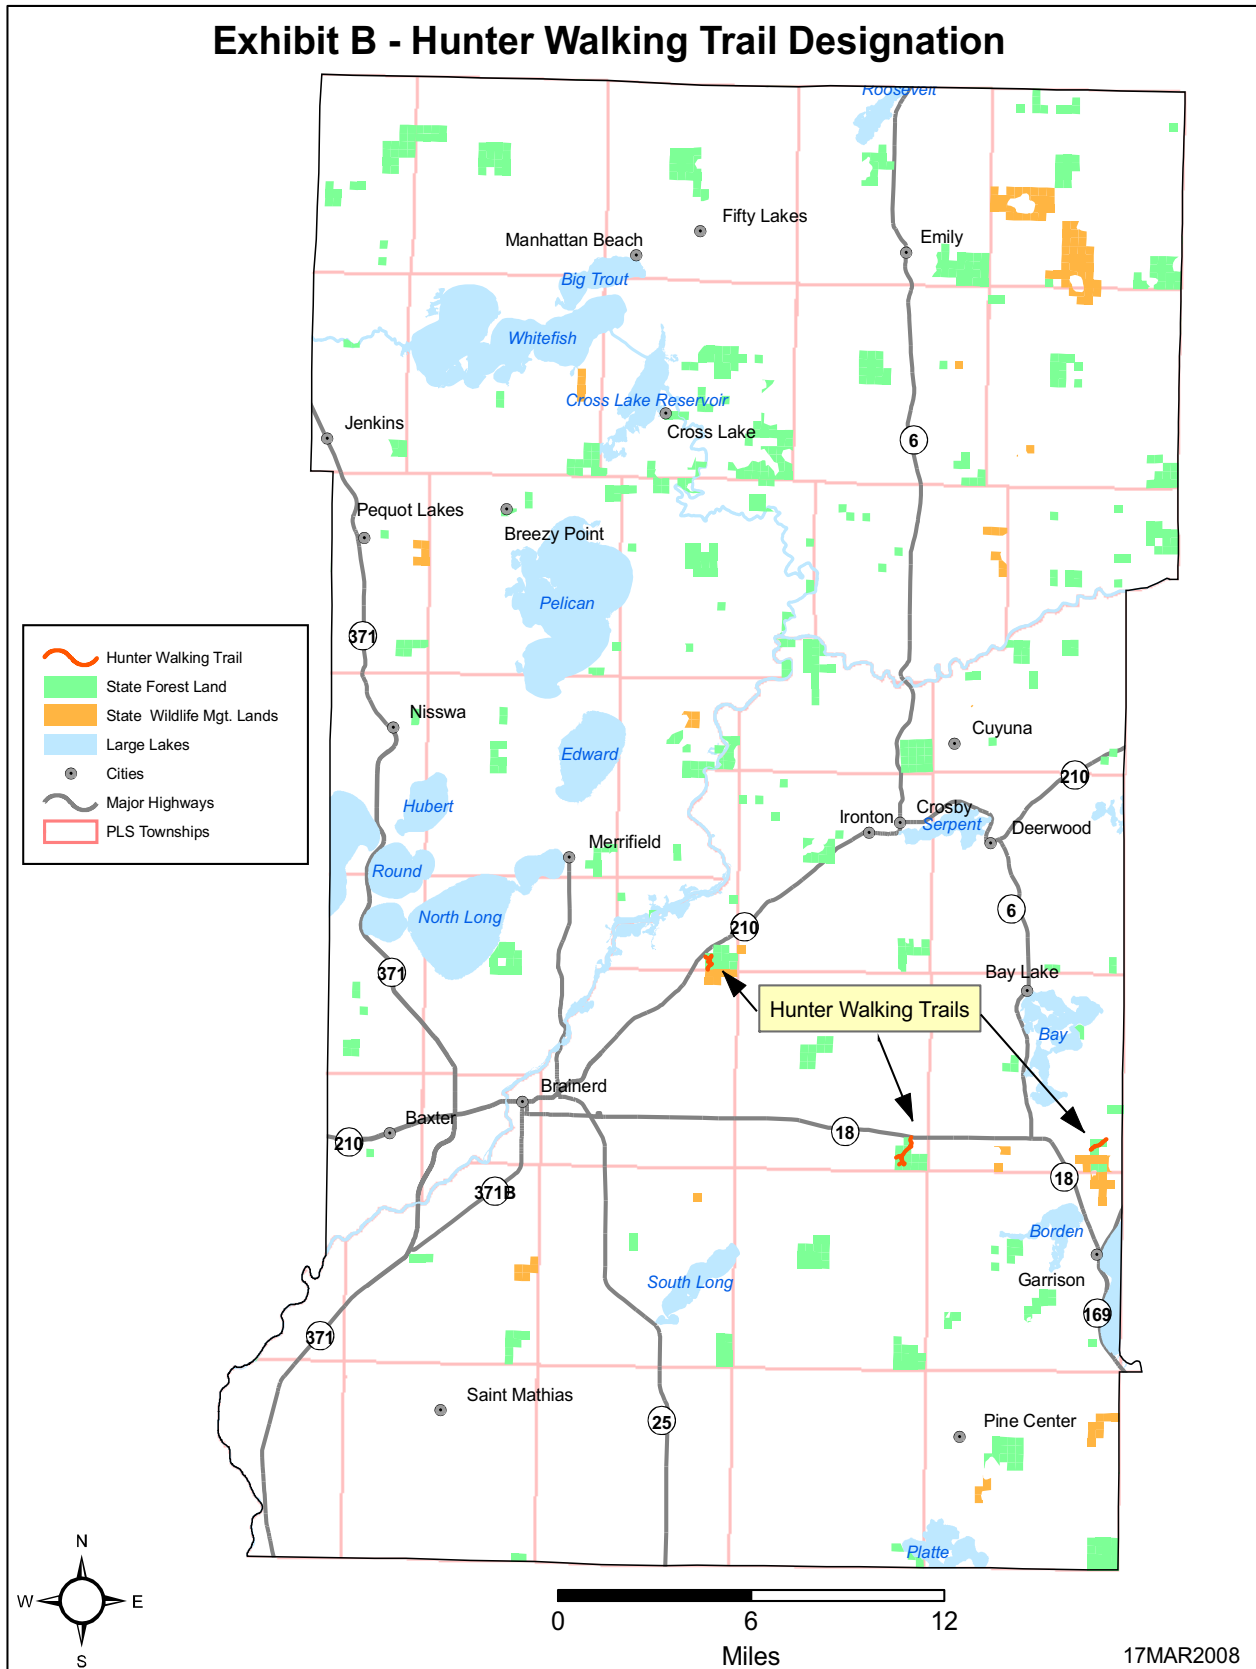 Exhibit B - Hunter Walking Trail Designation
Roosevelt
Fifty Lakes
Manhattan Beach
Emily
Big Trout
Whitefish
Cross Lake Reservoir
Jenkins
Cross Lake
6
Pequot Lakes
Breezy Point
Pelican
371
Hunter Walking Trail
State Forest Land
State Wildlife Mgt. Lands
Large Lakes
Cities
Major Highways
PLS Townships
Nisswa
Cuyuna
Edward
210
Hubert
Ironton
Crosby
Serpent
Deerwood
Merrifield
Round
North Long
6
210
371
Bay Lake
Hunter Walking Trails
Bay
Brainerd
Baxter
210
18
18
371B
Borden
South Long
Garrison
169
371
Saint Mathias
25
Pine Center
Platte
N
W
E
S
0
6
12
Miles
17MAR2008